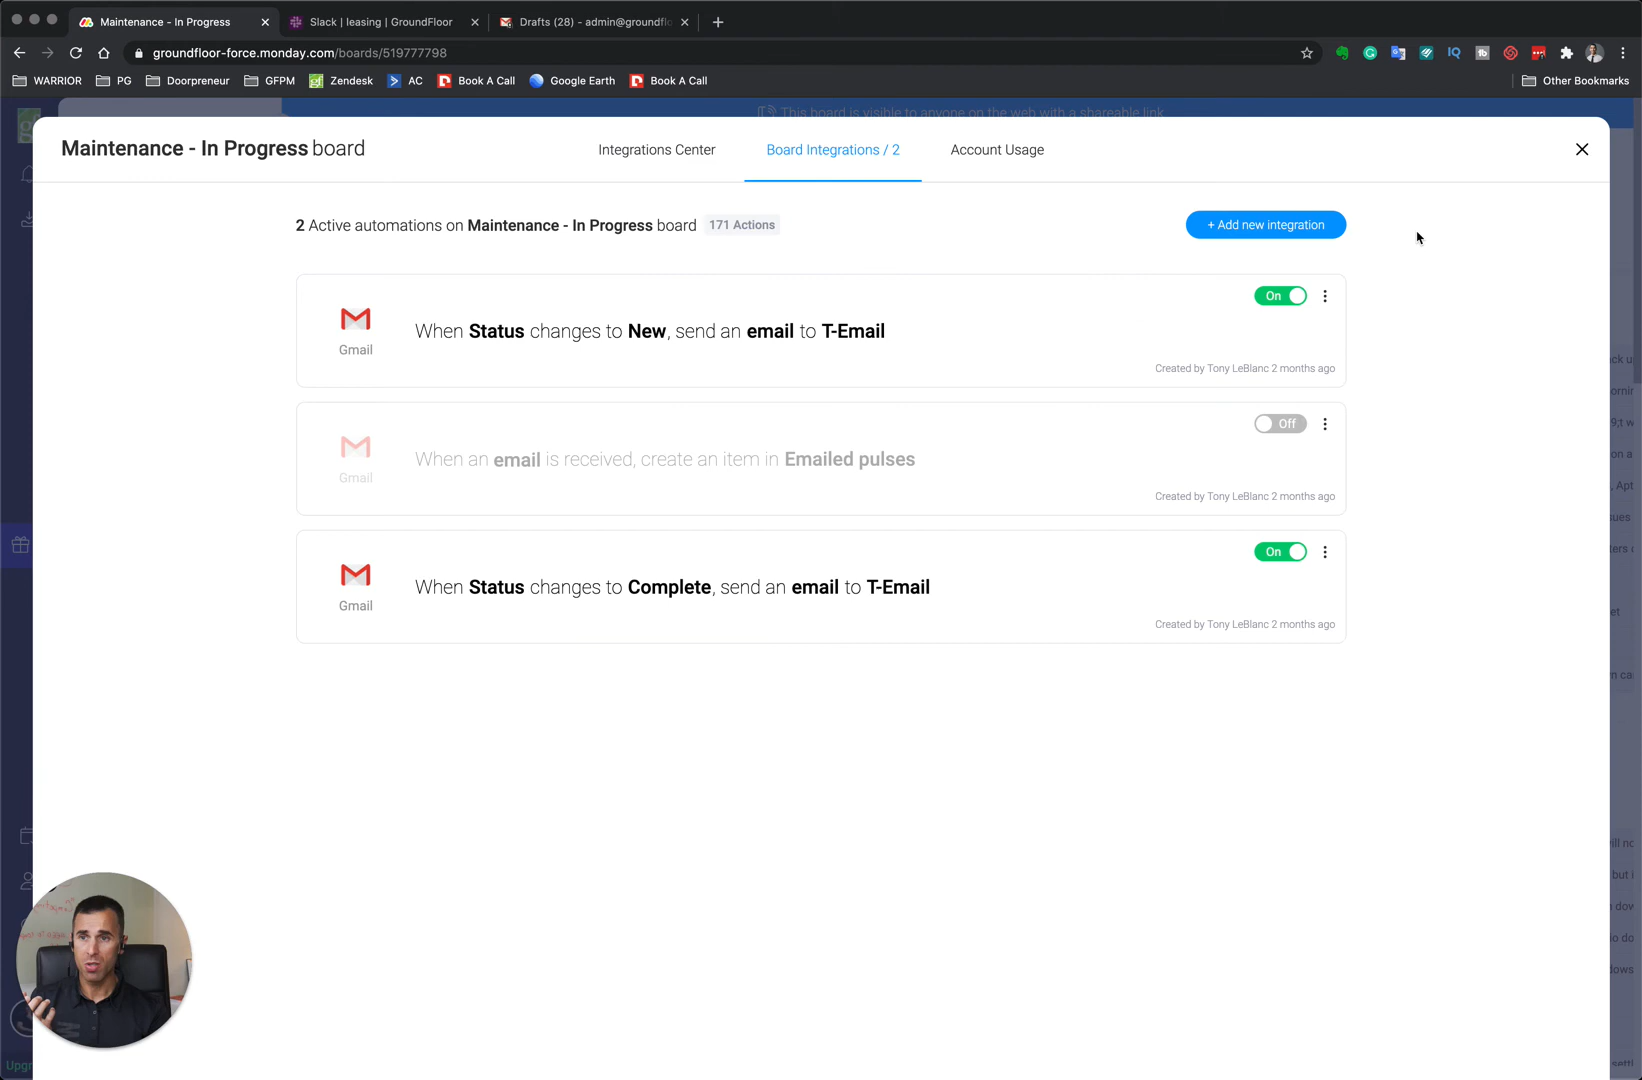 Maintenance - In Progress
Slack | leasing | GroundFloor
Drafts (28) - admin@groundflo
groundfloor-force.monday.com/boards/519777798
WARRIOR
PG
Doorpreneur
GFPM
Zendesk
AC
Book A Call
Google Earth
Book A Call
Other Bookmarks
This board is visible to anyone on the web with a shareable link
Maintenance - In Progress board
Integrations Center
Board Integrations / 2
Account Usage
2 Active automations on Maintenance - In Progress board
171 Actions
+ Add new integration
On
Gmail
When Status changes to New, send an email to T-Email
Created by Tony LeBlanc 2 months ago
Off
Gmail
When an email is received, create an item in Emailed pulses
Created by Tony LeBlanc 2 months ago
On
Gmail
When Status changes to Complete, send an email to T-Email
Created by Tony LeBlanc 2 months ago